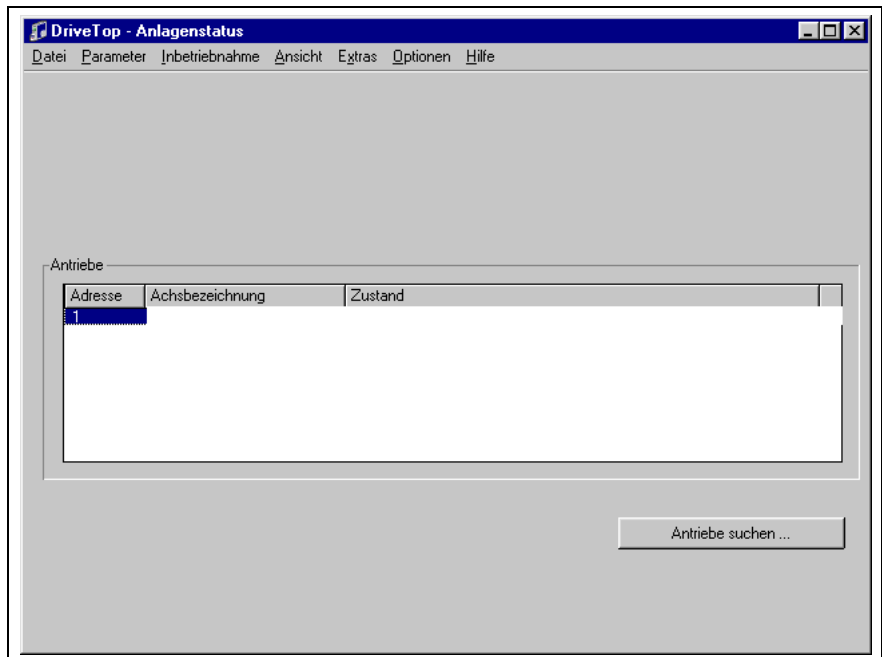 DriveTop - Anlagenstatus
Datei Parameter Inbetriebnahme Ansicht Extras Optionen Hilfe
Antriebe
Adresse Achsbezeichnung Zustand
1
Antriebe suchen ...